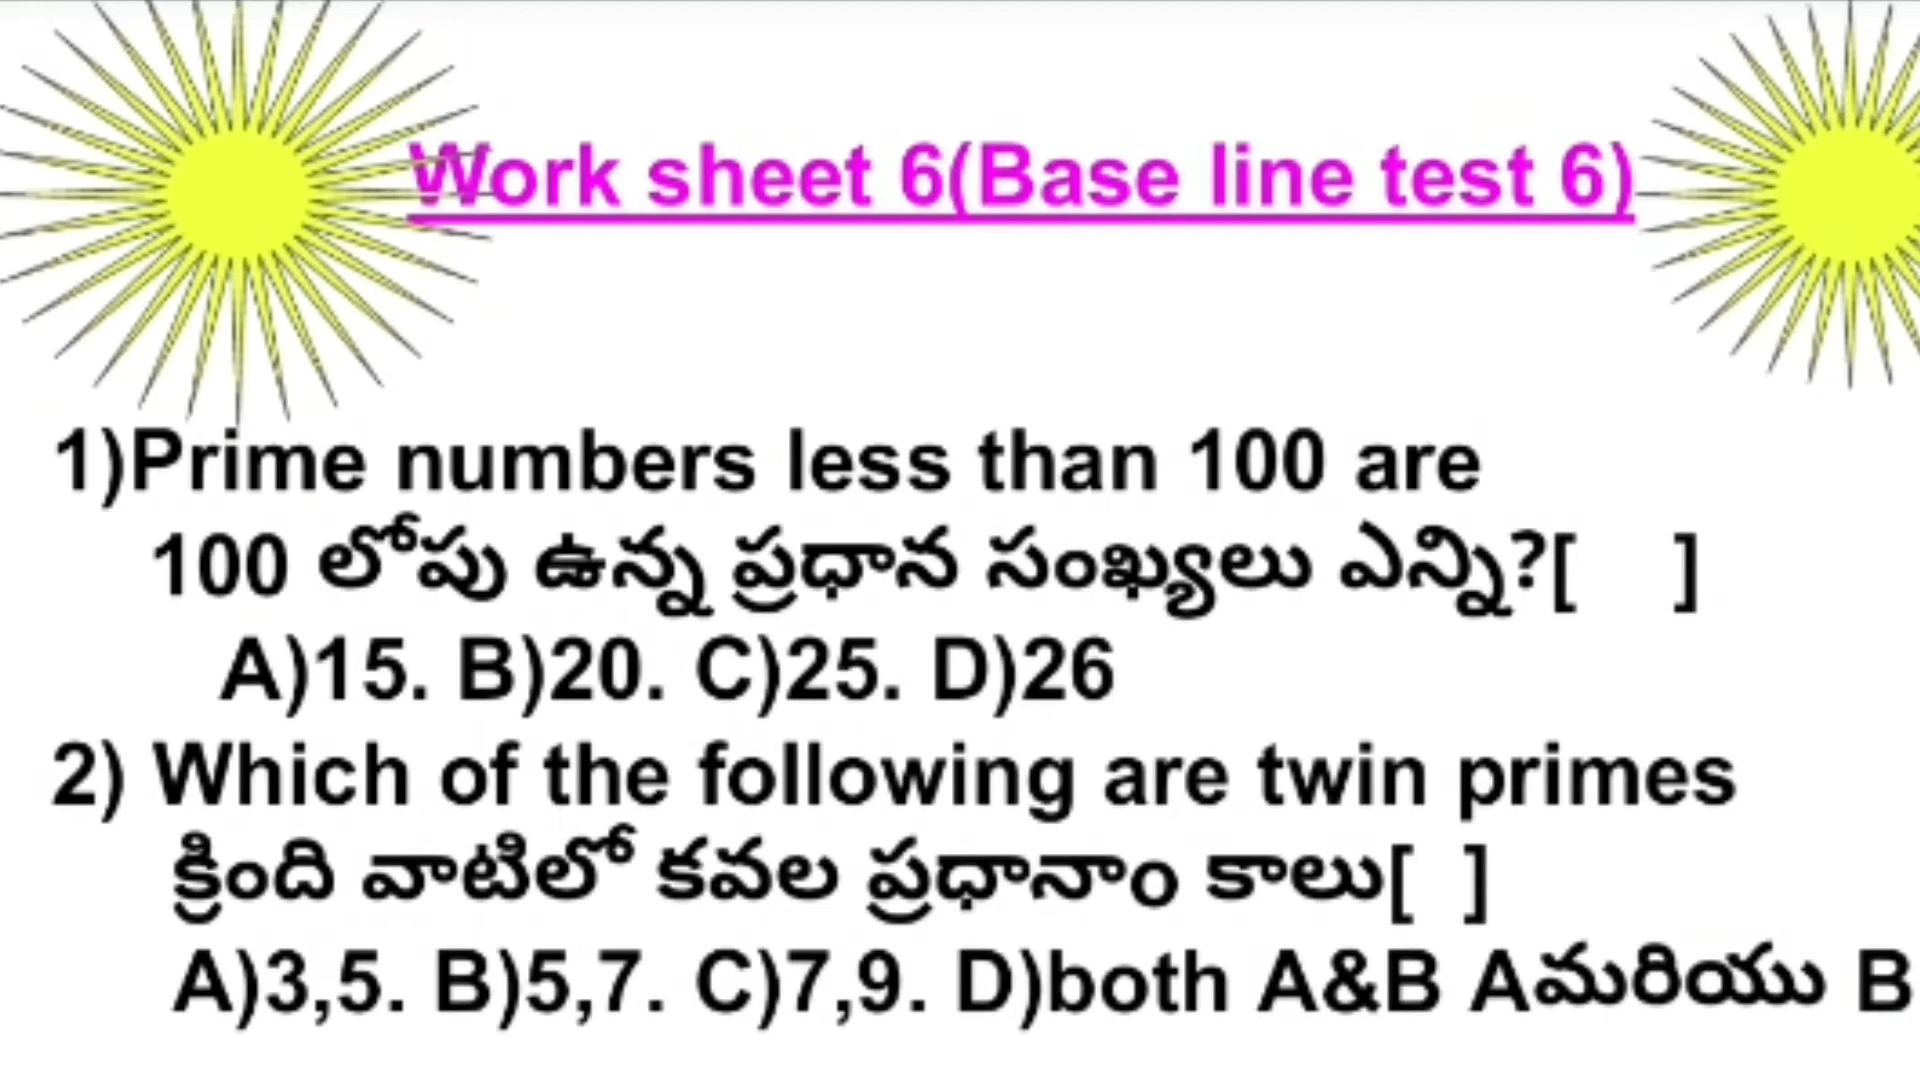 Work sheet 6(Base line test 6)
1)Prime numbers less than 100 are
100 లోపు ఉన్న ప్రధాన సంఖ్యలు ఎన్ని?[ ]
A)15. B)20. C)25. D)26
2) Which of the following are twin primes
క్రింది వాటిలో కవల ప్రధానాంo కాలు[ ]
A)3,5. B)5,7. C)7,9. D)both A&B Aమరియు B